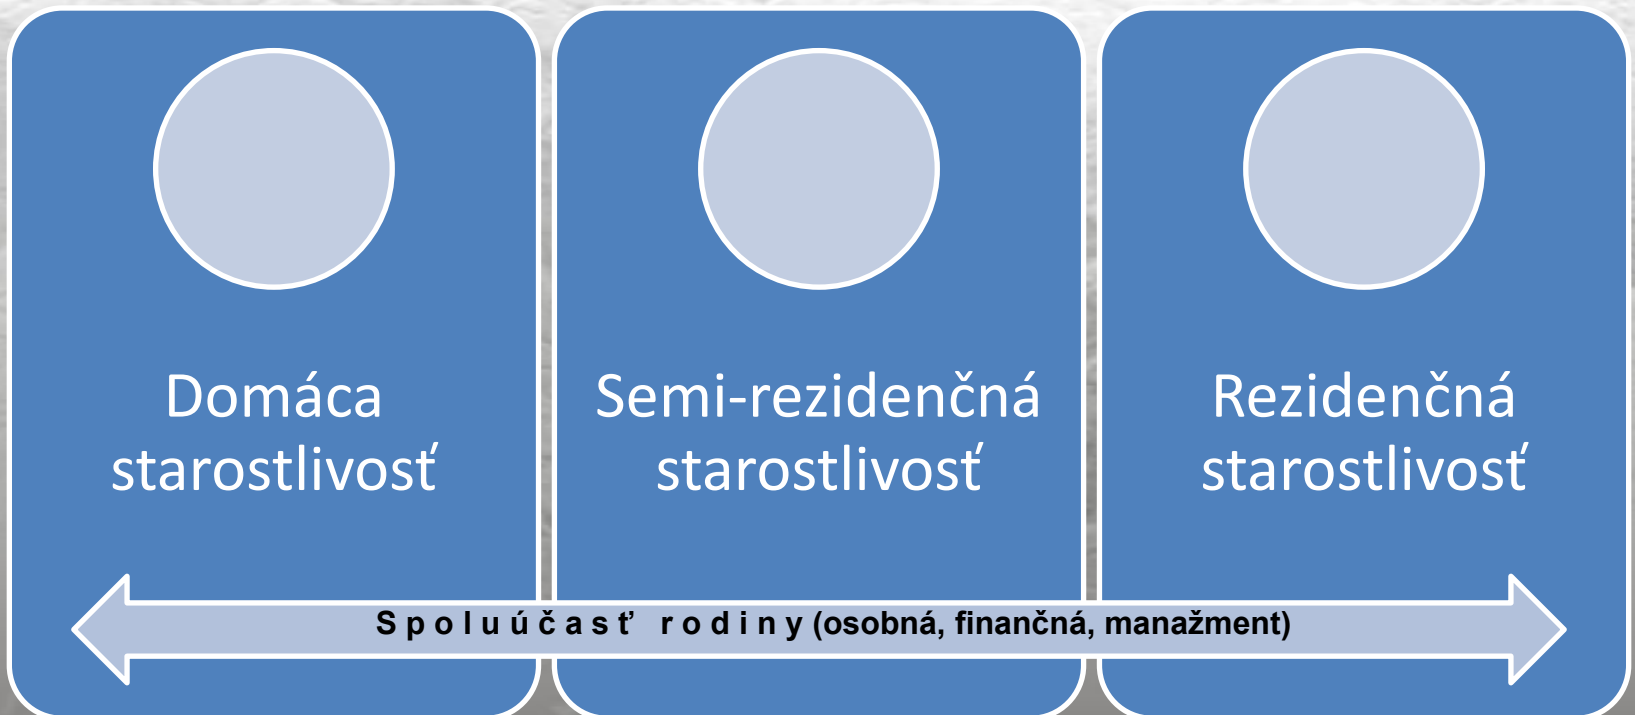 Domáca
starostlivosť
Semi-rezidenčná
starostlivosť
Rezidenčná
starostlivosť
S p o l u ú č a s ť r o d i n y (osobná, finančná, manažment)